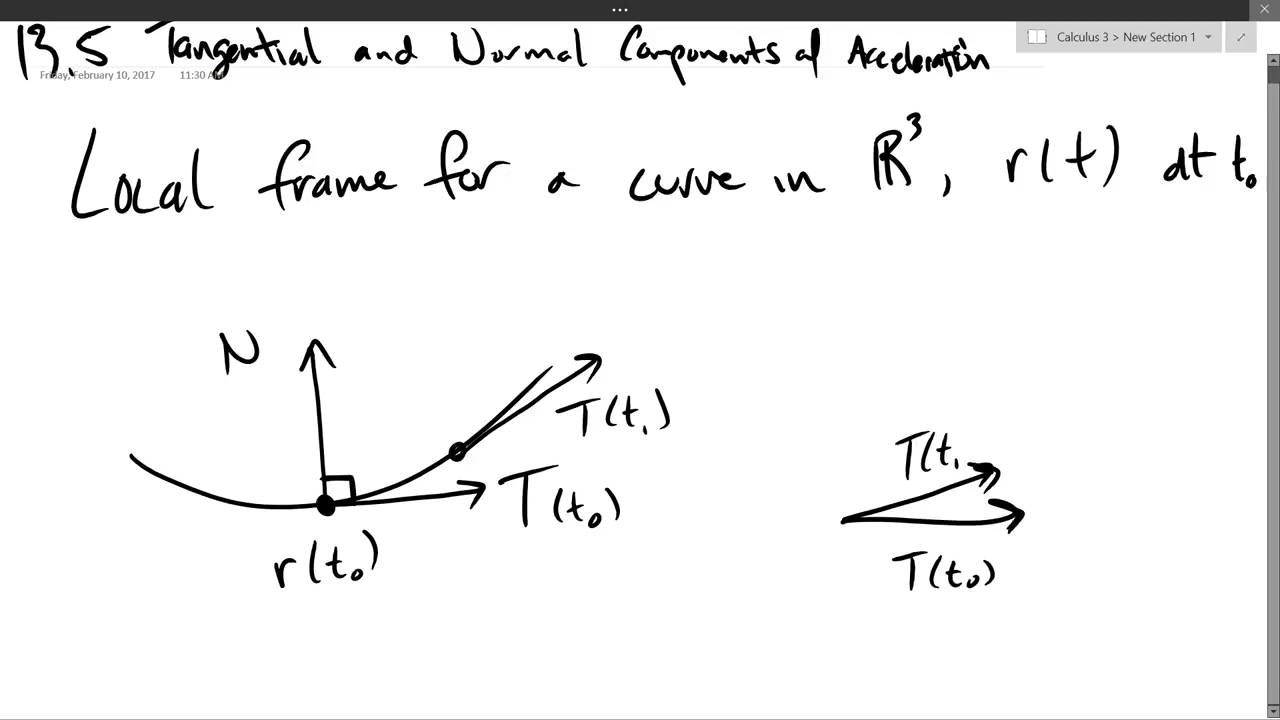 13.5 Tangential and Normal Components of Acceleration
Calculus 3 > New Section 1
Friday, February 10, 2017 11:30 AM
Local frame for a curve in ℝ³, r(t) at t₀
N
T(t₁)
T(t₁
T(t₀)
r(t₀)
T(t₀)